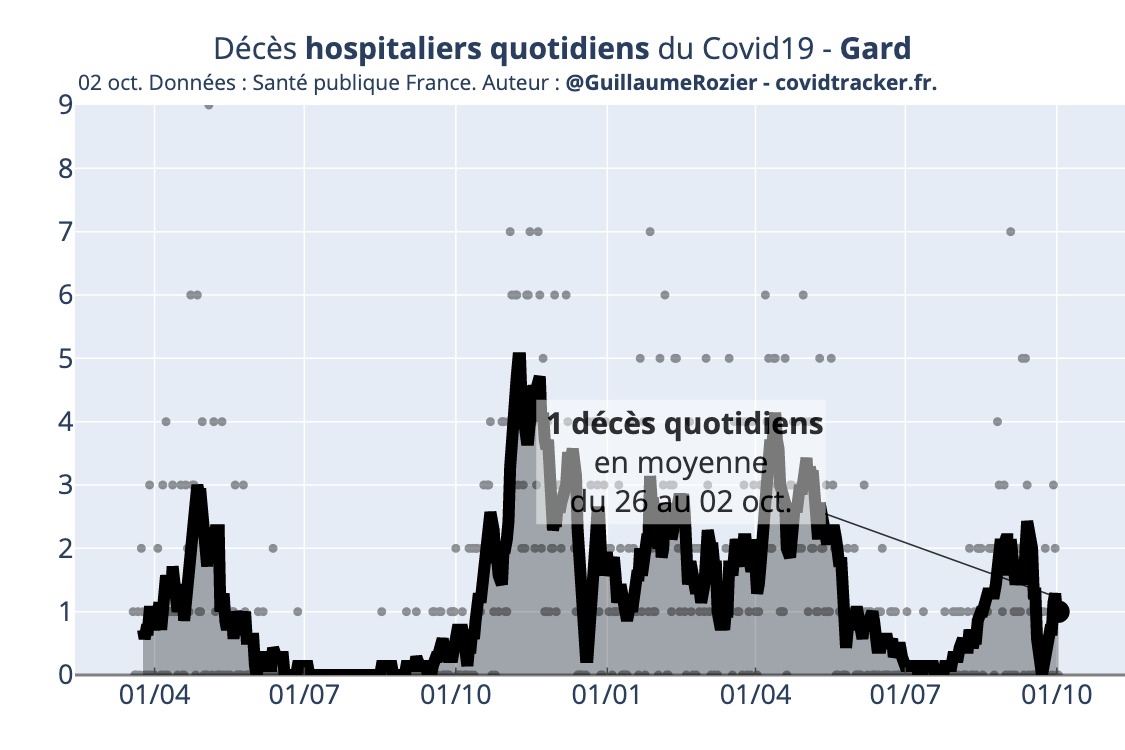 Décès hospitaliers quotidiens du Covid19 - Gard
02 oct. Données : Santé publique France. Auteur : @GuillaumeRozier - covidtracker.fr.
9
8
7
6
5
4
3
2
1
0
1 décès quotidiens
en moyenne
du 26 au 02 oct.
01/04 01/07 01/10 01/01 01/04 01/07 01/10